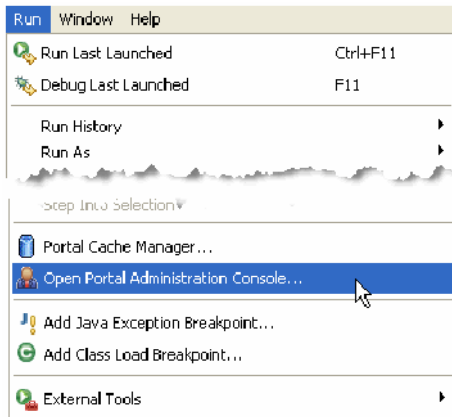 Run Window Help
Run Last Launched Ctrl+F11
Debug Last Launched F11
Run History
Run As
Step Into Selection
Portal Cache Manager...
Open Portal Administration Console...
Add Java Exception Breakpoint...
Add Class Load Breakpoint...
External Tools